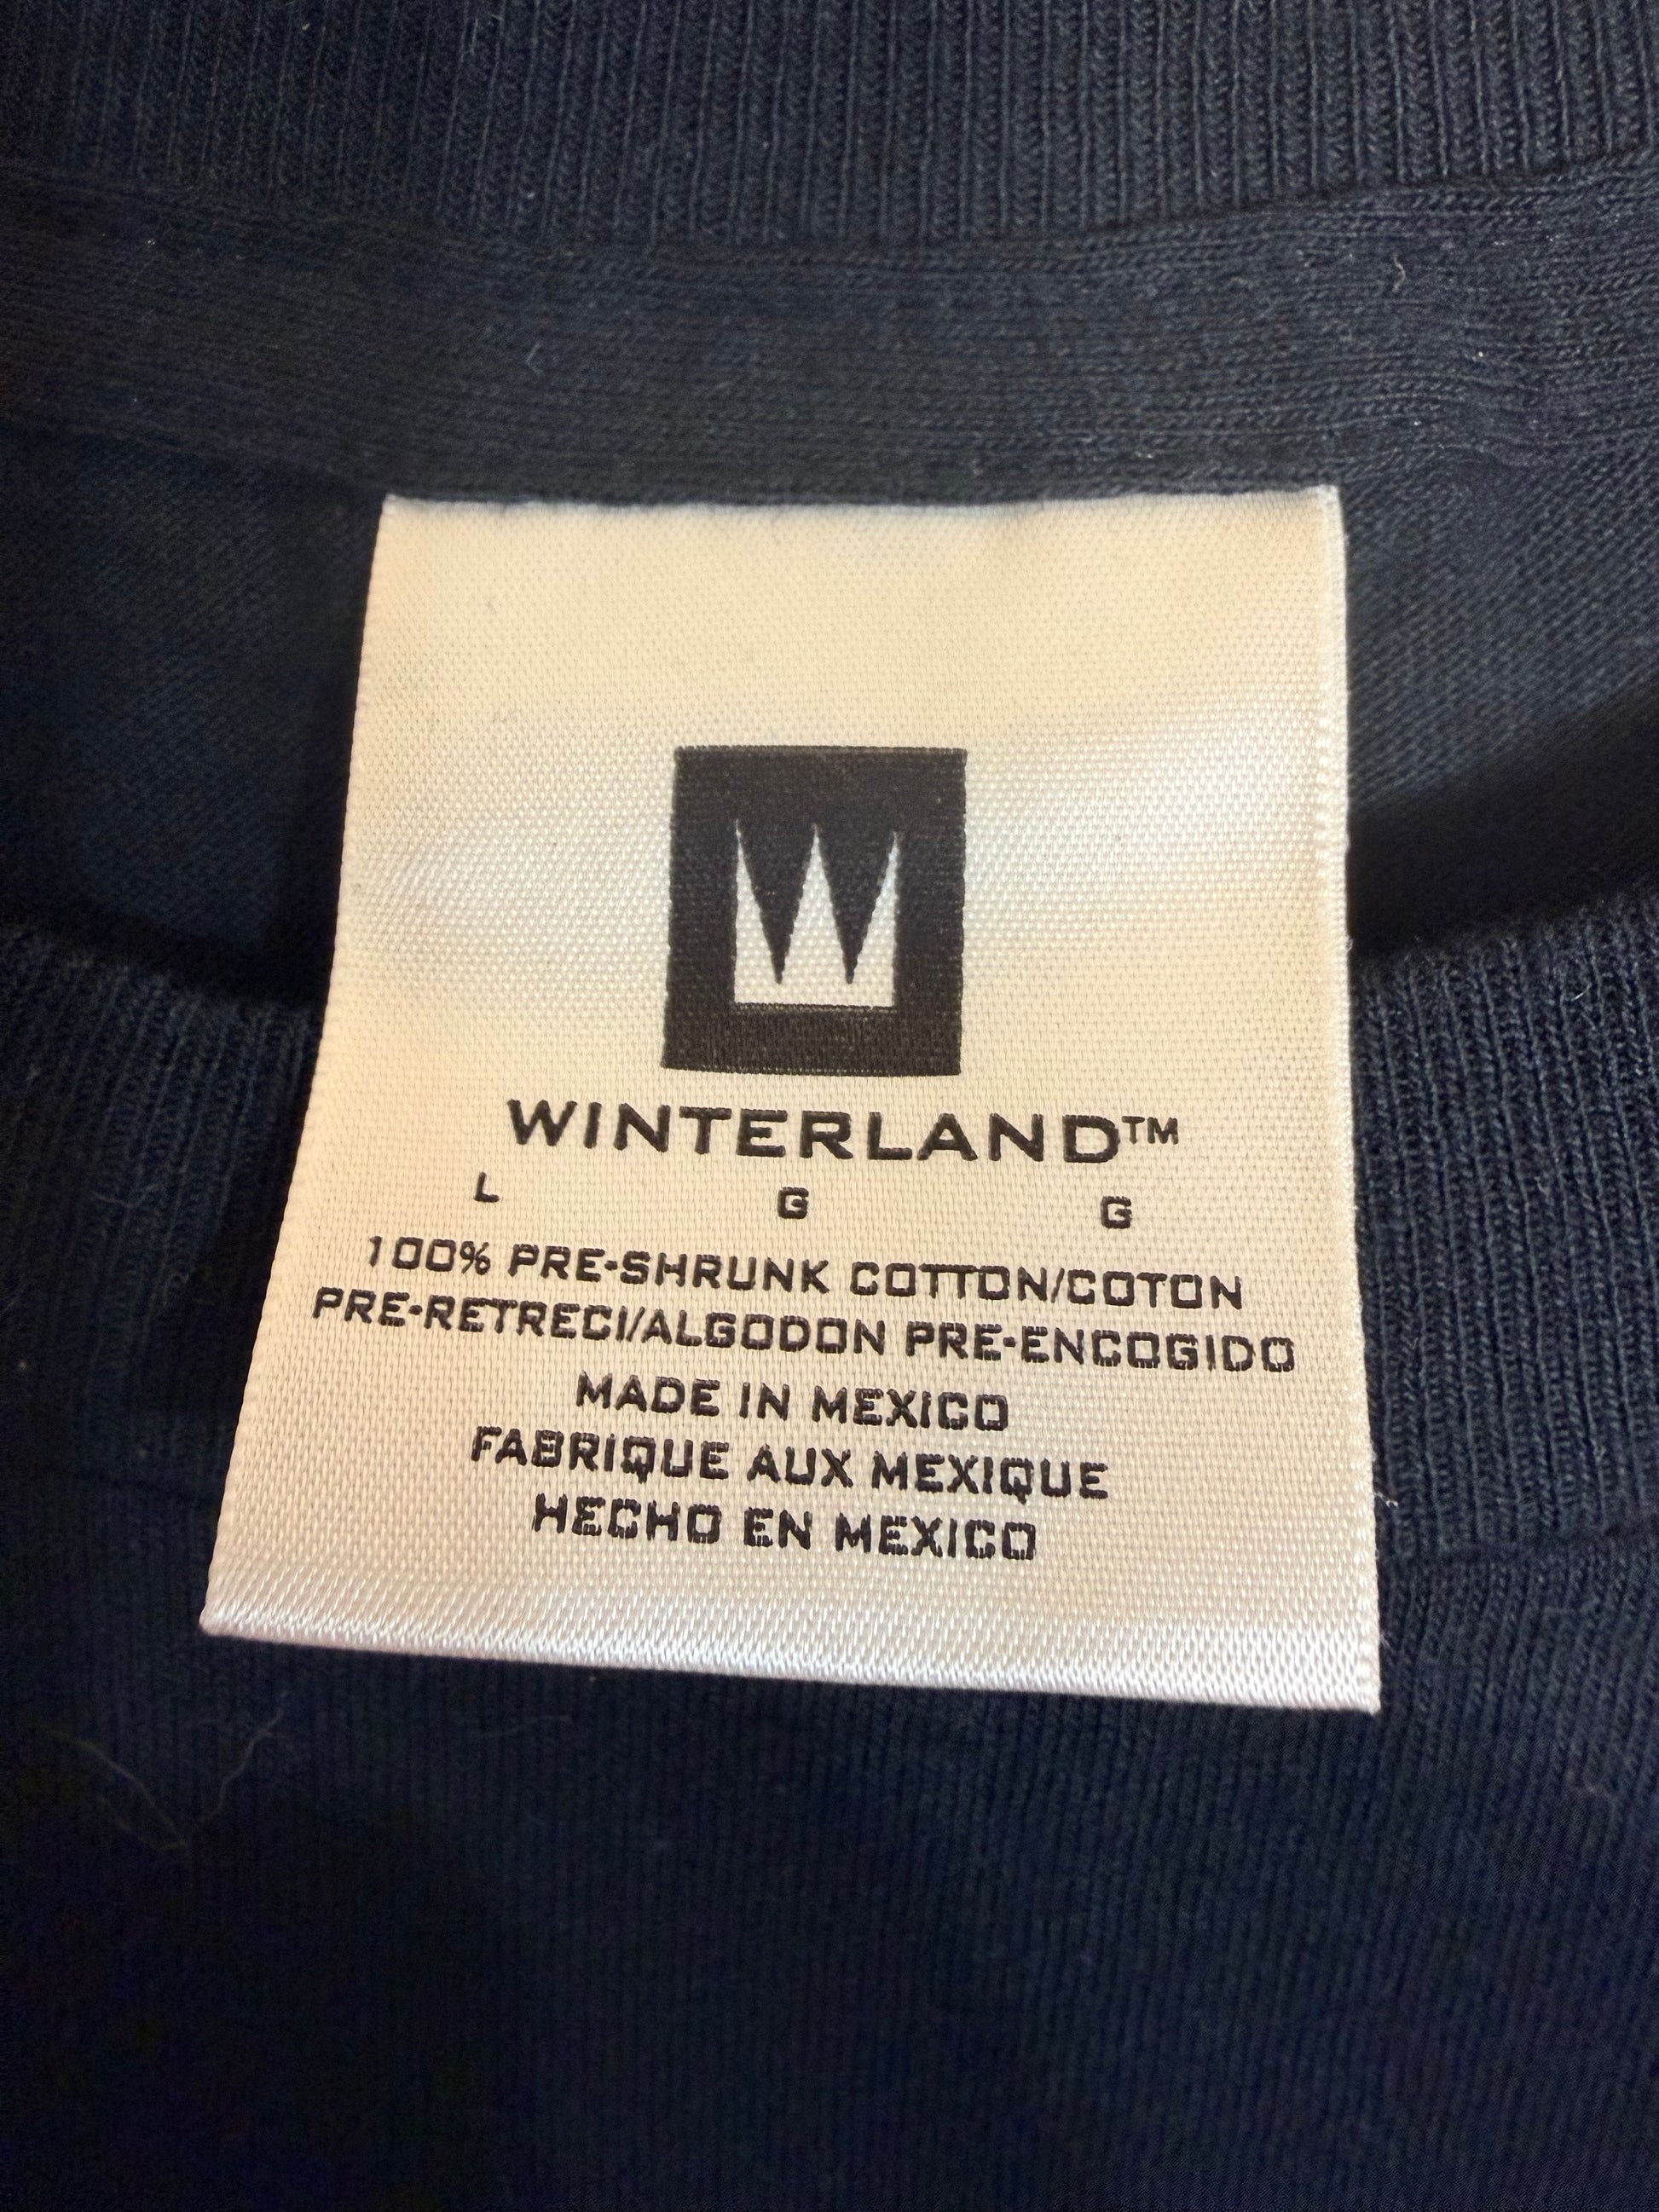 W
WINTERLAND™
L G G
100% PRE-SHRUNK COTTON/COTON
PRE-RETRECI/ALGODON PRE-ENCOGIDO
MADE IN MEXICO
FABRIQUE AUX MEXIQUE
HECHO EN MEXICO